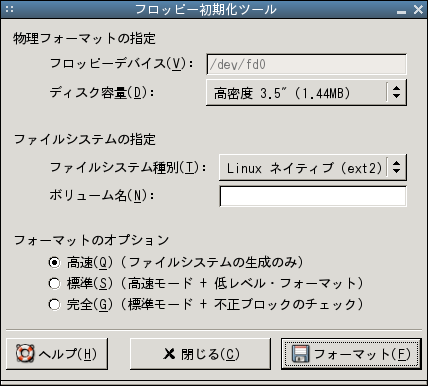 フロッピー初期化ツール
物理フォーマットの指定
フロッピーデバイス(V): /dev/fd0
ディスク容量(D): 高密度 3.5" (1.44MB)
ファイルシステムの指定
ファイルシステム種別(T): Linux ネイティブ (ext2)
ボリューム名(N):
フォーマットのオプション
高速(Q) (ファイルシステムの生成のみ)
標準(S) (高速モード + 低レベル・フォーマット)
完全(G) (標準モード + 不正ブロックのチェック)
ヘルプ(H) 閉じる(C) フォーマット(F)